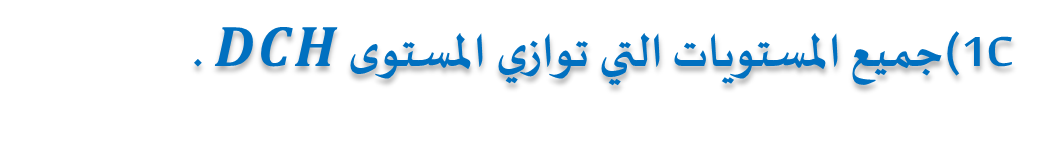 1C)جميع المستويات التي توازي المستوى DCH .